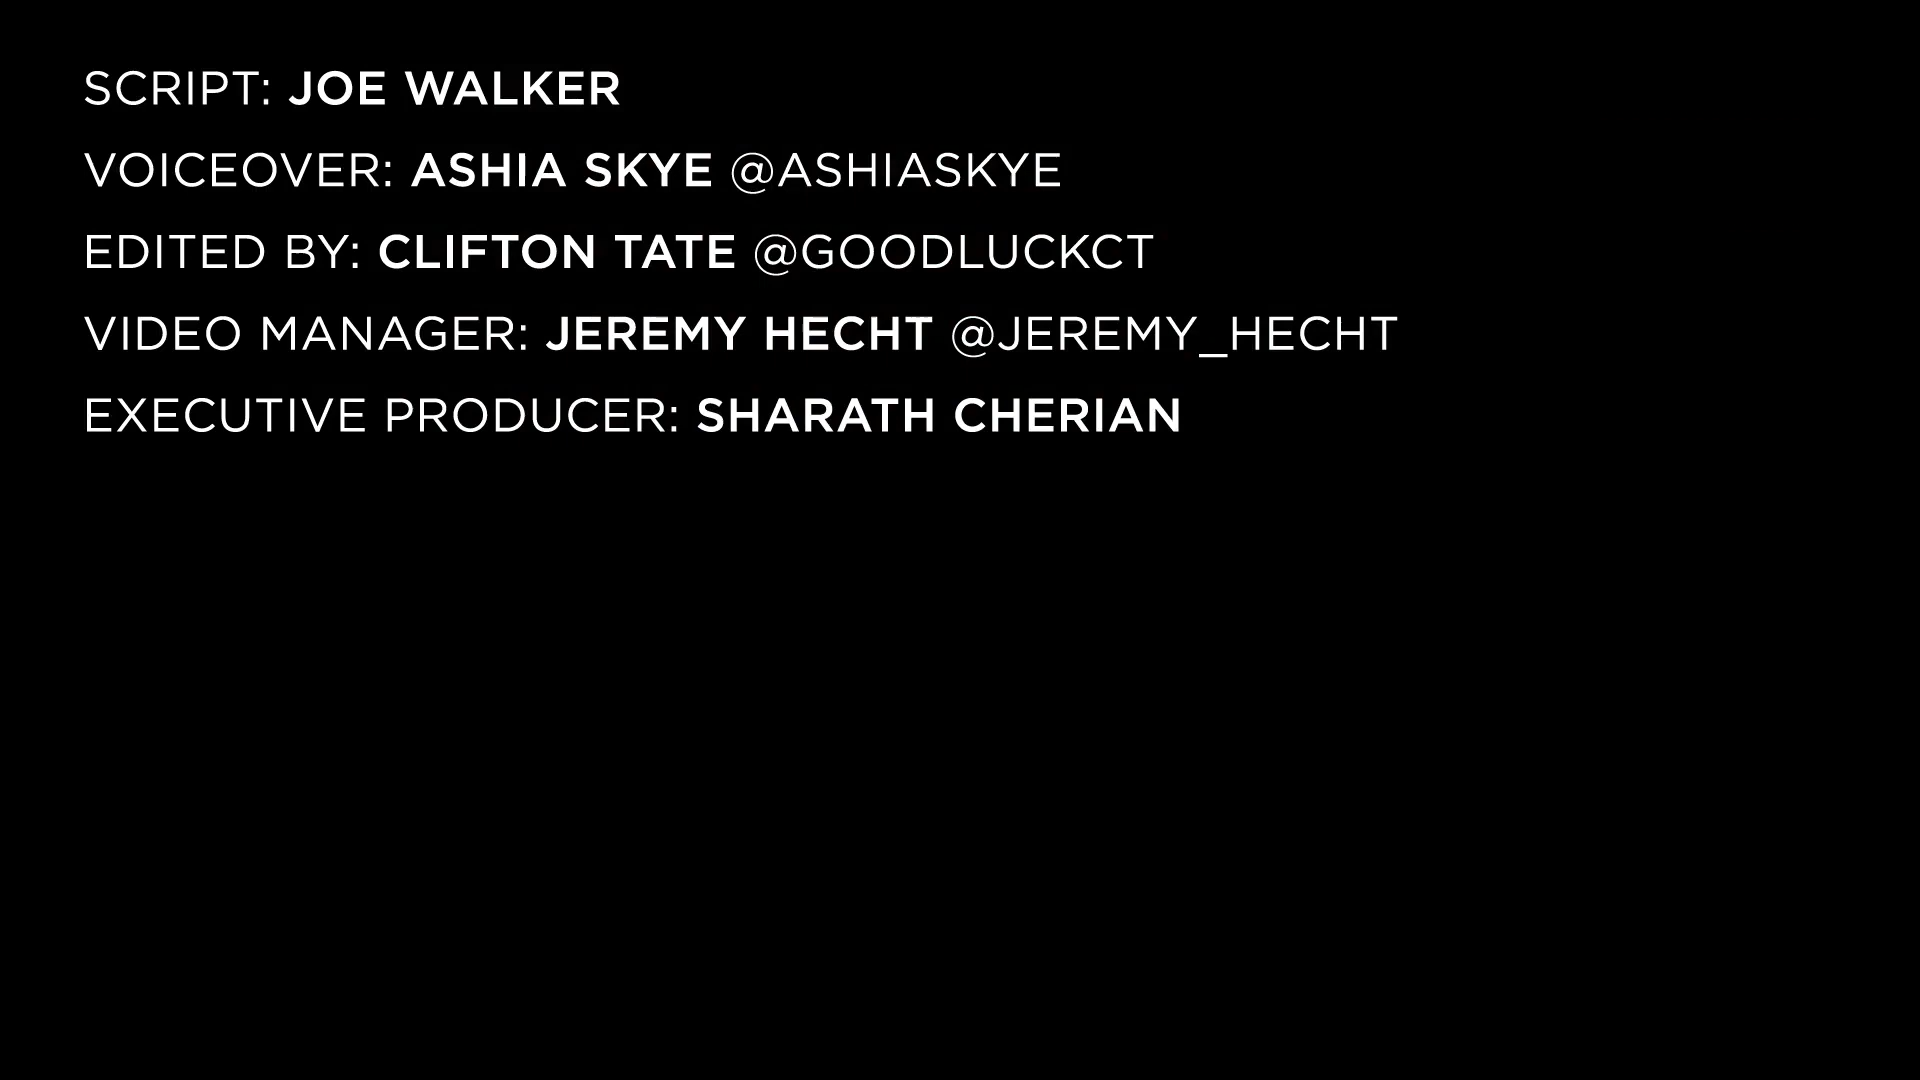 SCRIPT: JOE WALKER
VOICEOVER: ASHIA SKYE @ASHIASKYE
EDITED BY: CLIFTON TATE @GOODLUCKCT
VIDEO MANAGER: JEREMY HECHT @JEREMY_HECHT
EXECUTIVE PRODUCER: SHARATH CHERIAN